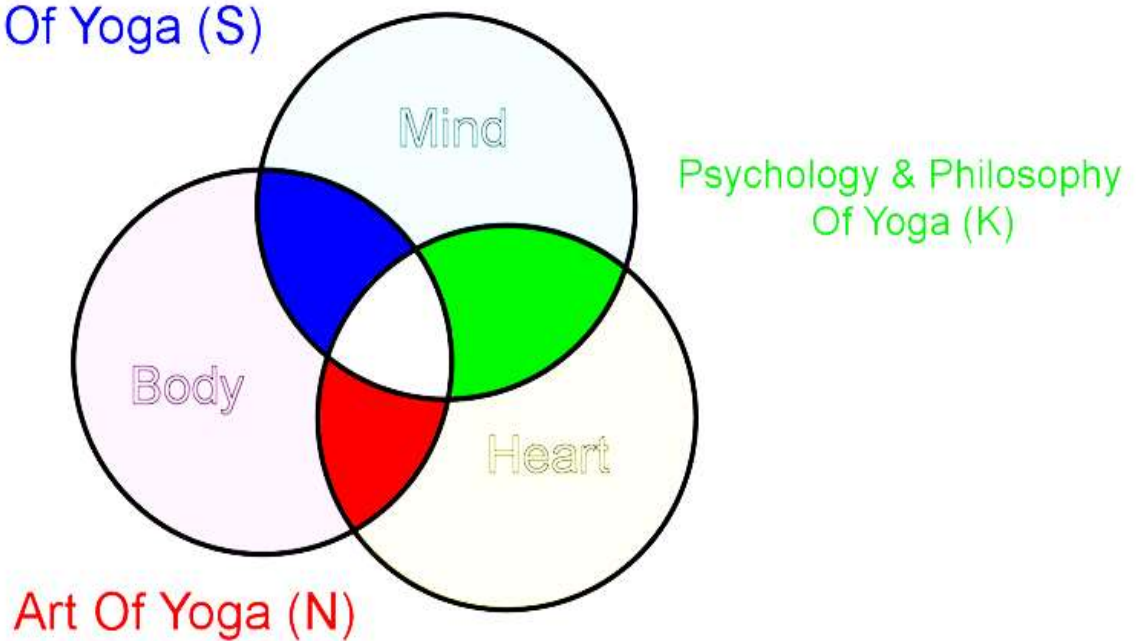 Of Yoga (S)
Mind
Psychology & Philosophy
Of Yoga (K)
Body
Heart
Art Of Yoga (N)